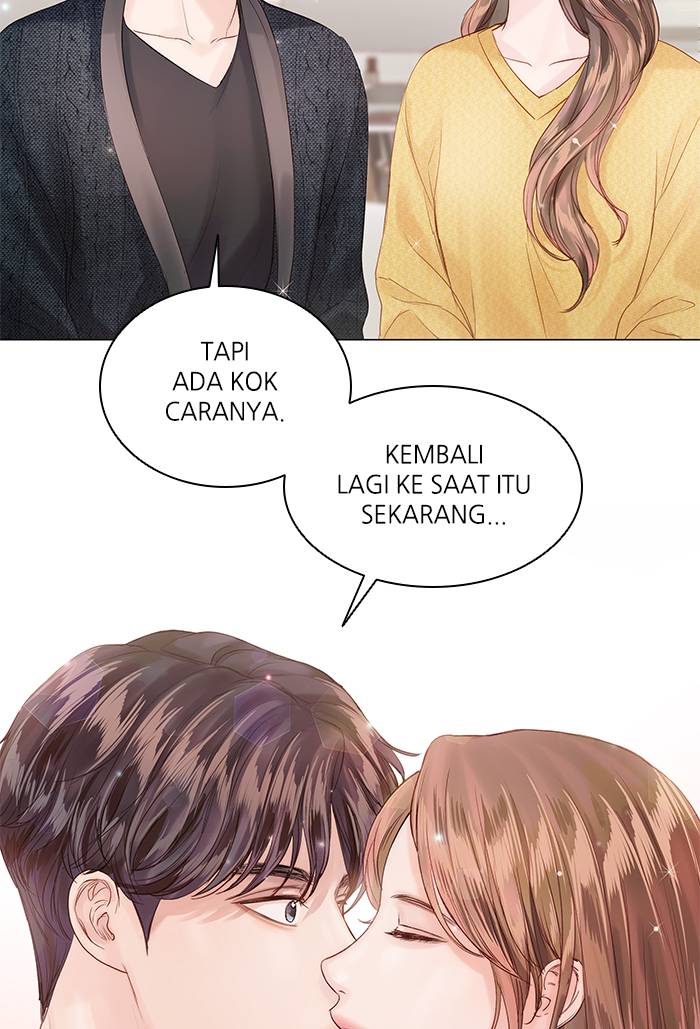 TAPI
ADA KOK
CARANYA.
KEMBALI
LAGI KE SAAT ITU
SEKARANG...